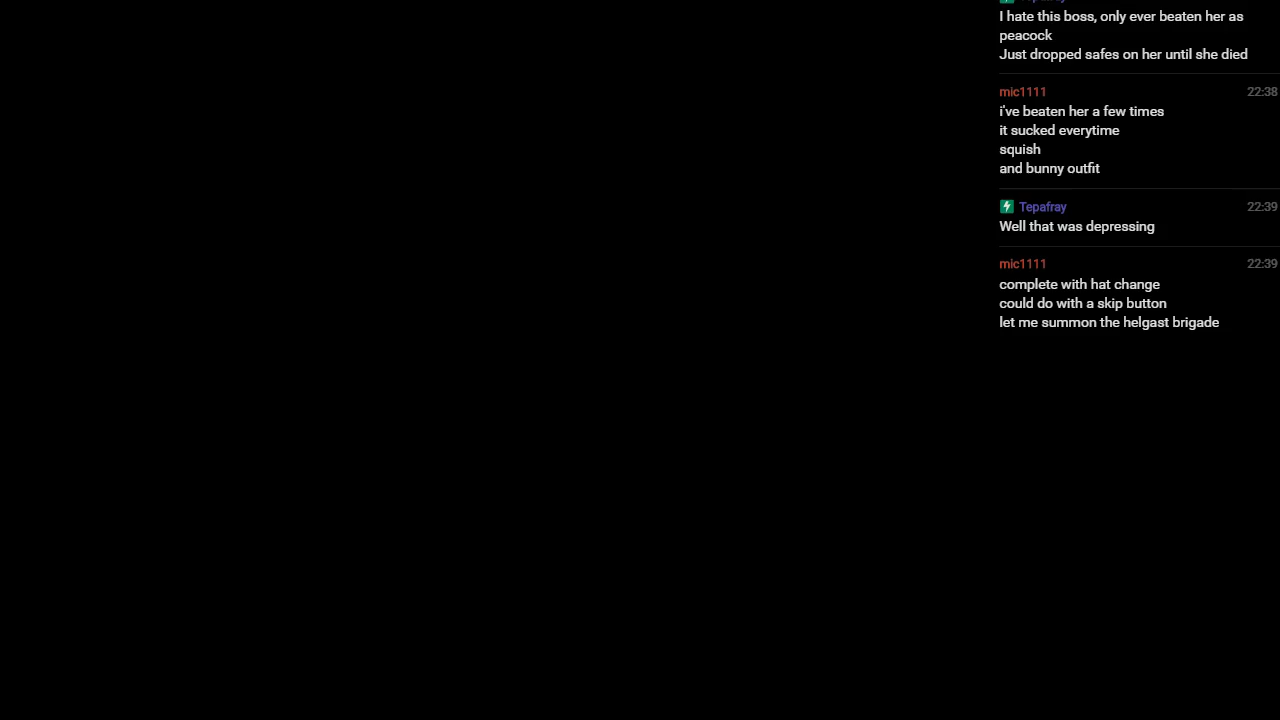 I hate this boss, only ever beaten her as
peacock
Just dropped safes on her until she died
mic1111 22:38
i've beaten her a few times
it sucked everytime
squish
and bunny outfit
Tepafray 22:39
Well that was depressing
mic1111 22:39
complete with hat change
could do with a skip button
let me summon the helgast brigade